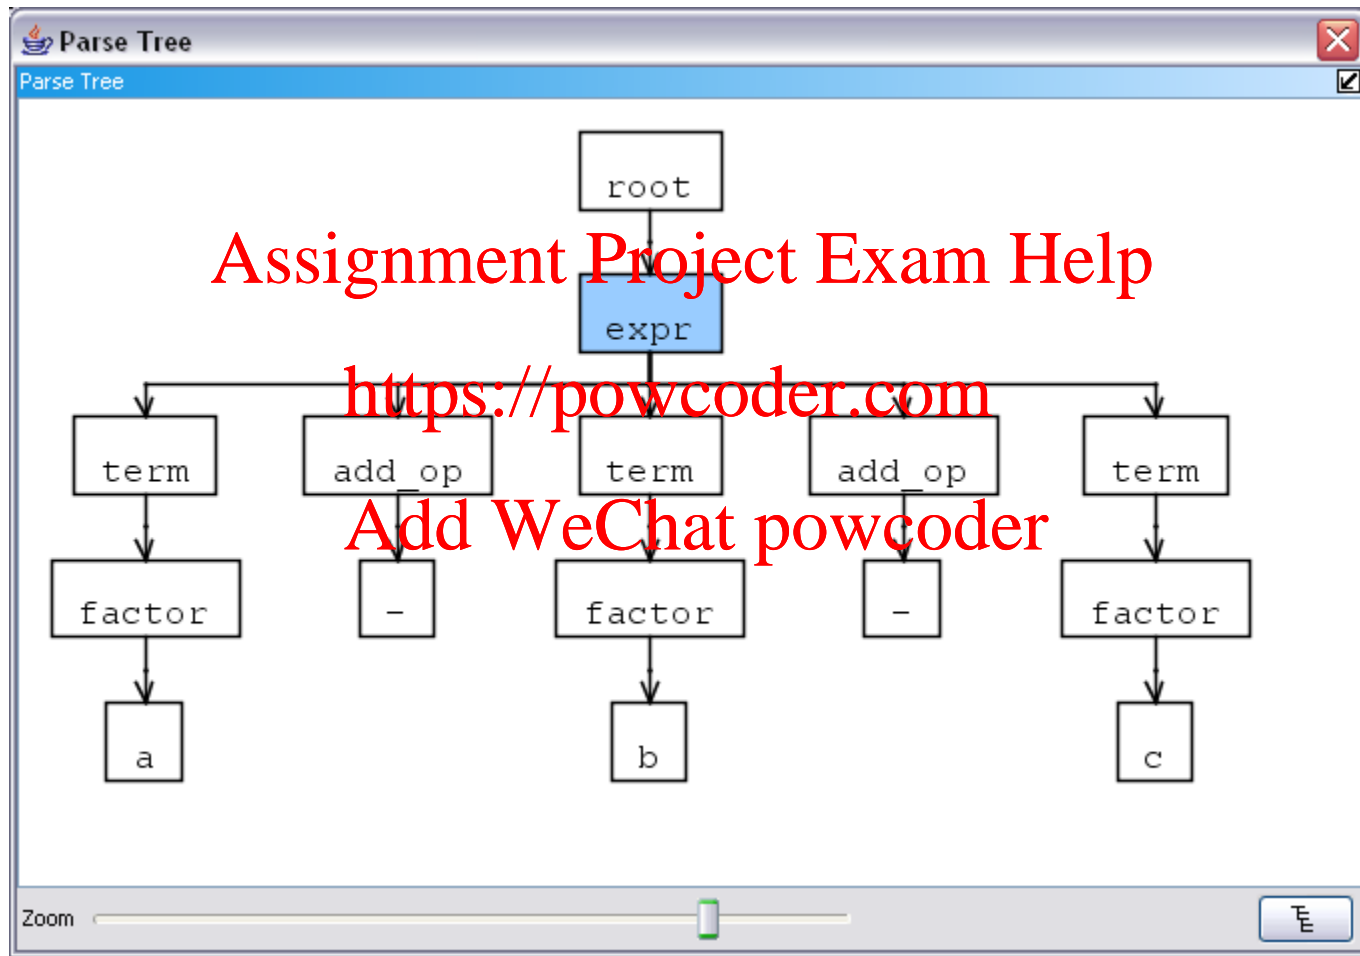 Parse Tree
Parse Tree
root
Assignment Project Exam Help
expr
https://powcoder.com
term add_op term add_op term
Add WeChat powcoder
factor - factor - factor
a b c
Zoom